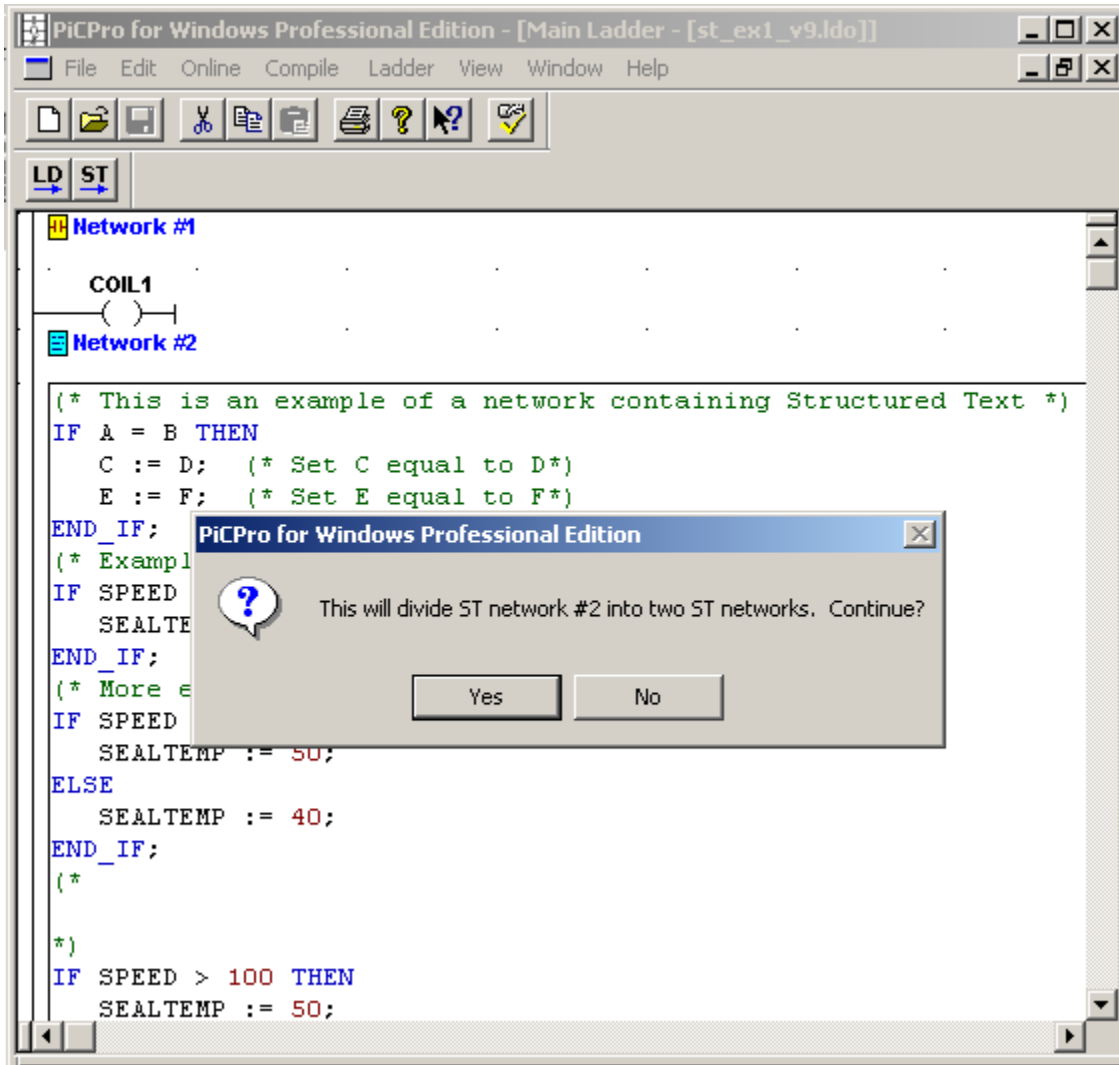 PiCPro for Windows Professional Edition - [Main Ladder - [st_ex1_v9.ldo]]
File Edit Online Compile Ladder View Window Help
LD ST
Network #1
COIL1
( )
Network #2
(* This is an example of a network containing Structured Text *)
IF A = B THEN
C := D; (* Set C equal to D*)
E := F; (* Set E equal to F*)
END_IF;
(* Exampl
IF SPEED
SEALTE
END_IF;
(* More e
IF SPEED
SEALTEMP := 50;
ELSE
SEALTEMP := 40;
END_IF;
(*
*)
IF SPEED > 100 THEN
SEALTEMP := 50;
PiCPro for Windows Professional Edition
This will divide ST network #2 into two ST networks. Continue?
Yes No